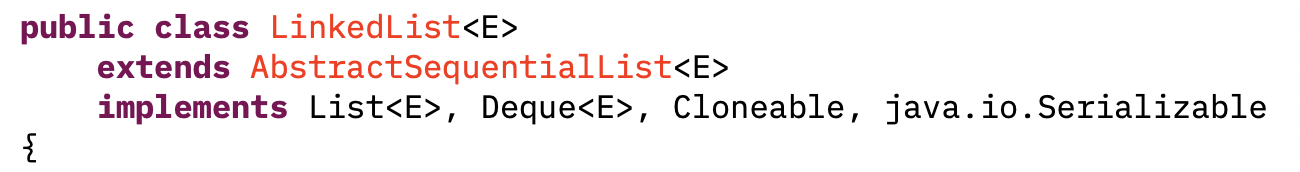 public class LinkedList<E>
    extends AbstractSequentialList<E>
    implements List<E>, Deque<E>, Cloneable, java.io.Serializable
{